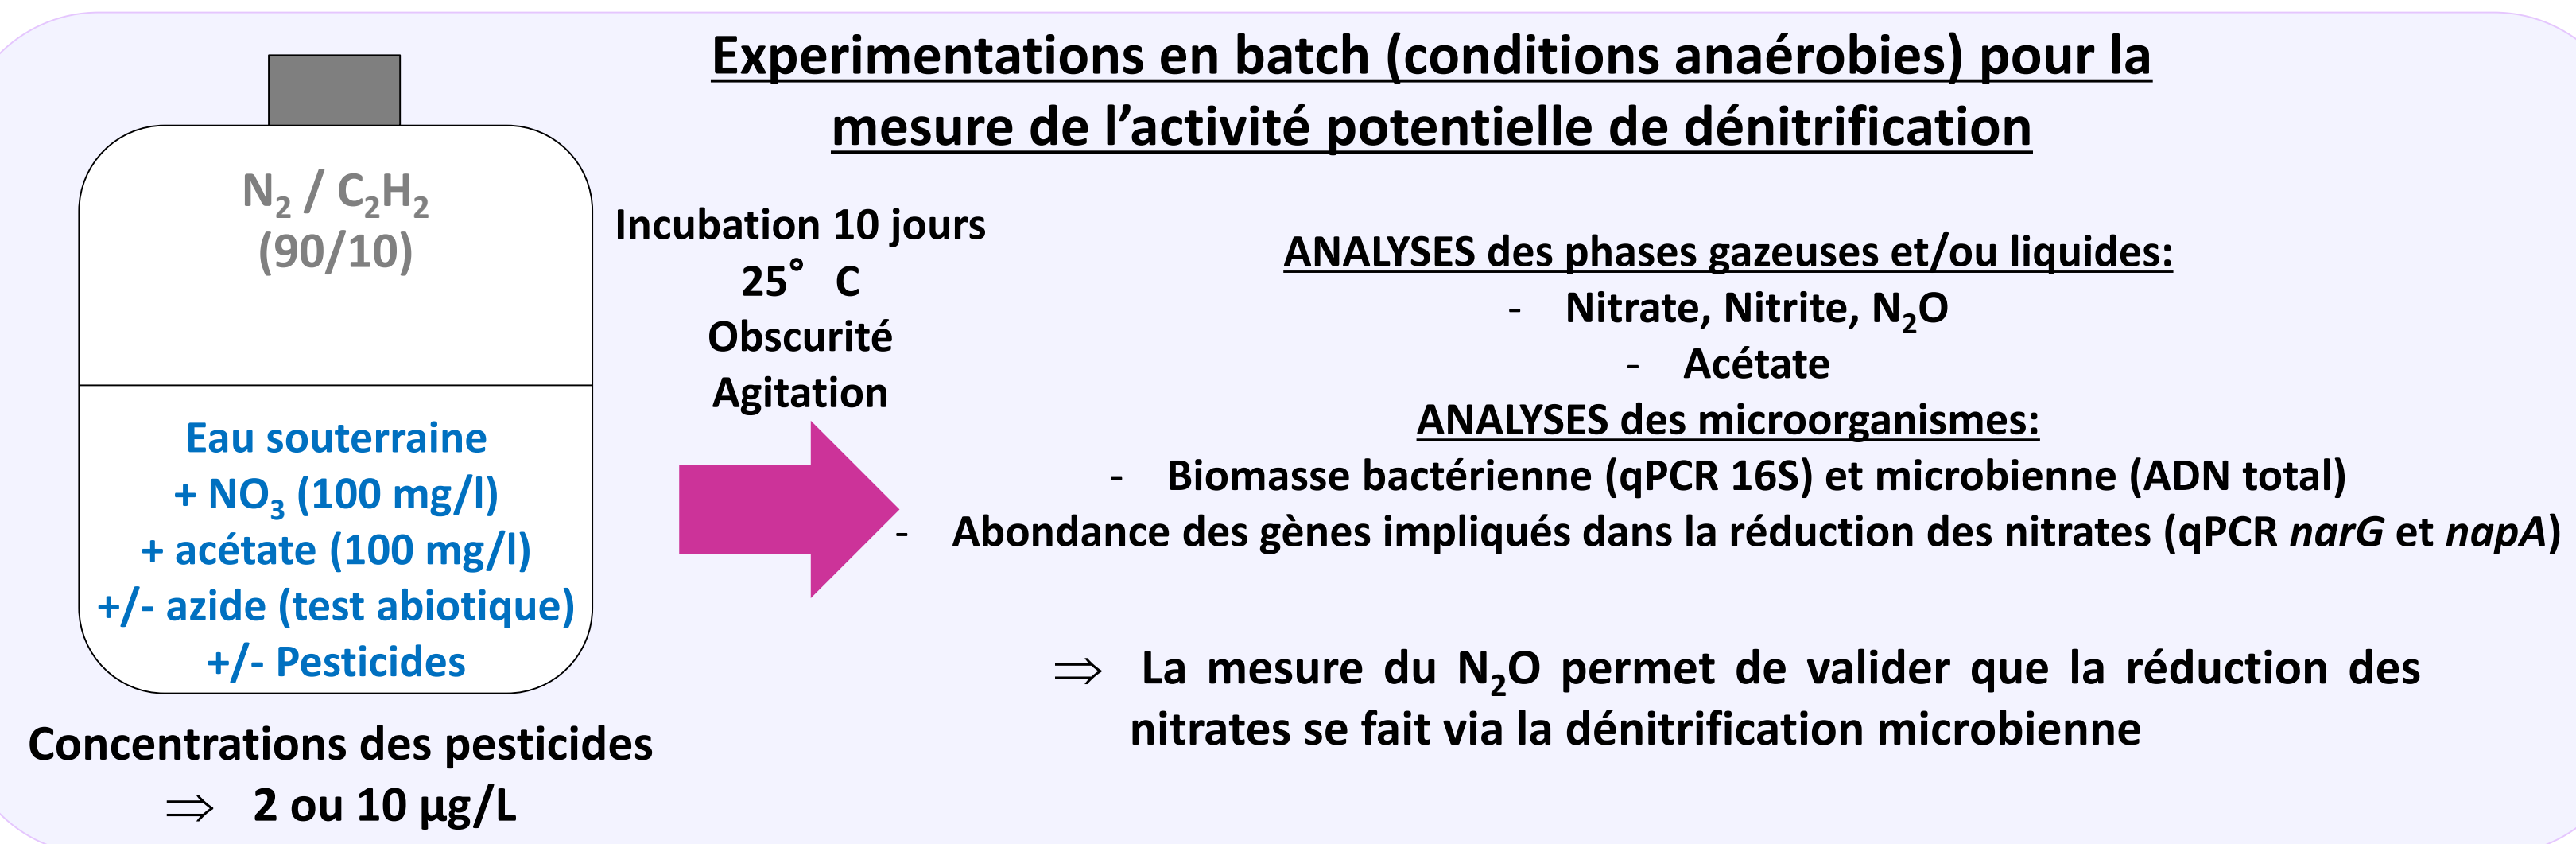 Experimentations en batch (conditions anaérobies) pour la
mesure de l’activité potentielle de dénitrification
N₂ / C₂H₂
(90/10)
Eau souterraine
+ NO₃ (100 mg/l)
+ acétate (100 mg/l)
+/- azide (test abiotique)
+/- Pesticides
Concentrations des pesticides
⇒ 2 ou 10 µg/L
Incubation 10 jours
25° C
Obscurité
Agitation
ANALYSES des phases gazeuses et/ou liquides:
- Nitrate, Nitrite, N₂O
- Acétate
ANALYSES des microorganismes:
- Biomasse bactérienne (qPCR 16S) et microbienne (ADN total)
- Abondance des gènes impliqués dans la réduction des nitrates (qPCR narG et napA)
⇒ La mesure du N₂O permet de valider que la réduction des
nitrates se fait via la dénitrification microbienne